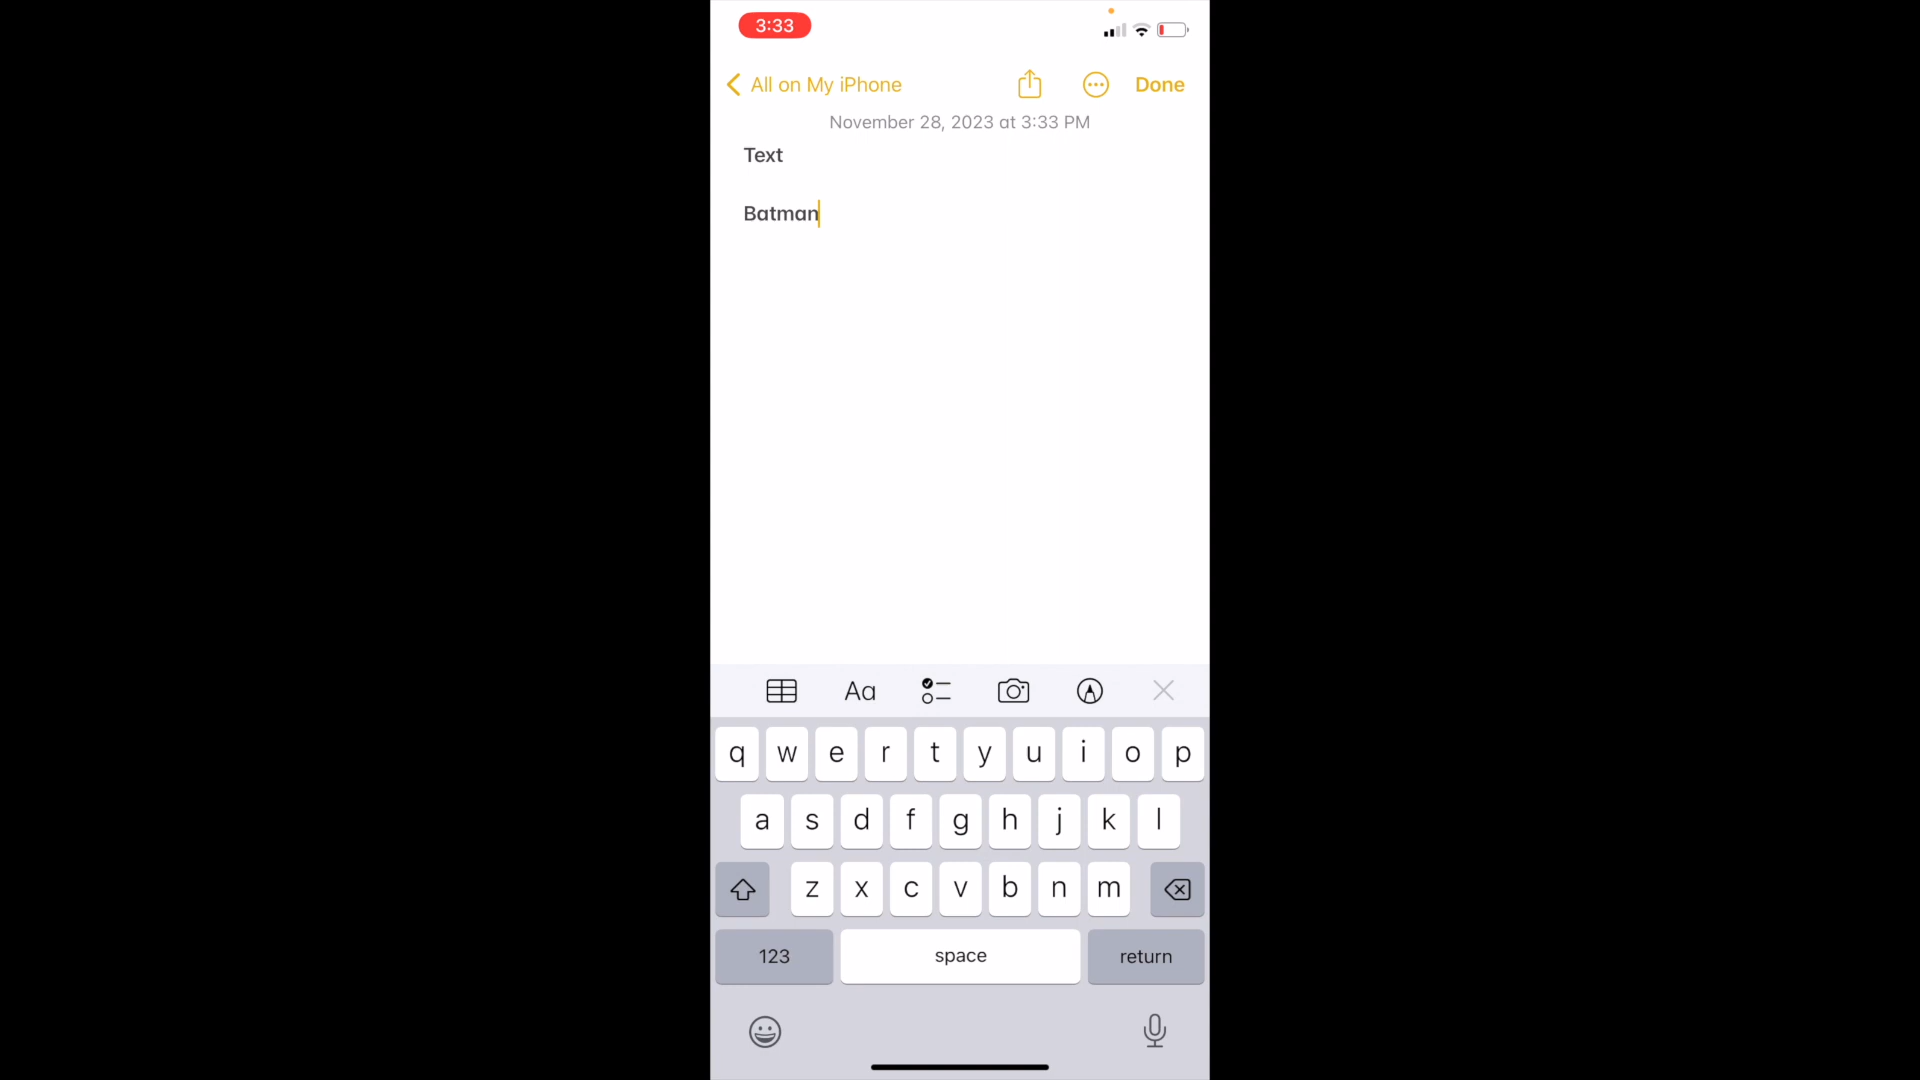 3:33
All on My iPhone
Done
November 28, 2023 at 3:33 PM
Text
Batman
Aa
q w e r t y u i o p
a s d f g h j k l
z x c v b n m
123 space return